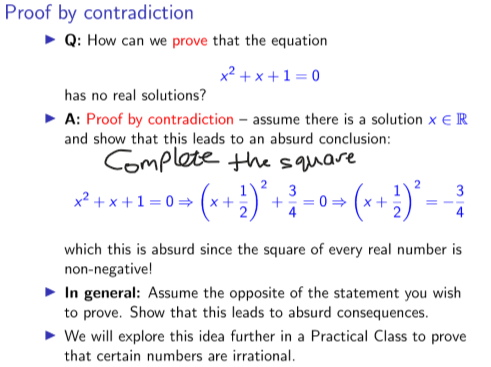 Proof by contradiction
▶ Q: How can we prove that the equation
x² + x + 1 = 0
has no real solutions?
▶ A: Proof by contradiction – assume there is a solution x ∈ ℝ
and show that this leads to an absurd conclusion:
Complete the square
x² + x + 1 = 0 ⇒ (x + 1/2)² + 3/4 = 0 ⇒ (x + 1/2)² = −3/4
which this is absurd since the square of every real number is
non-negative!
▶ In general: Assume the opposite of the statement you wish
to prove. Show that this leads to absurd consequences.
▶ We will explore this idea further in a Practical Class to prove
that certain numbers are irrational.